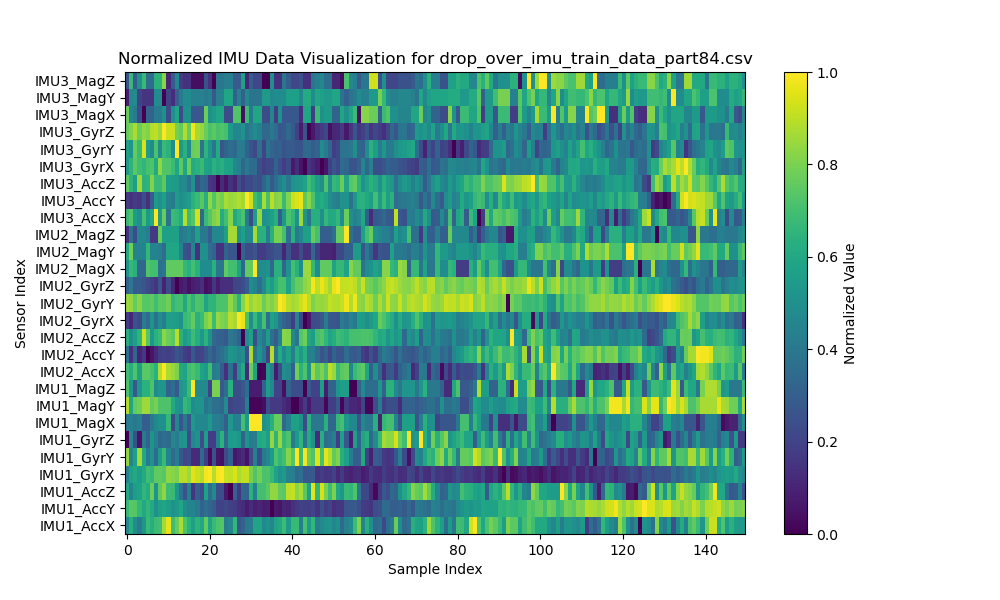 Normalized IMU Data Visualization for drop_over_imu_train_data_part84.csv
Sensor Index
IMU3_MagZ
IMU3_MagY
IMU3_MagX
IMU3_GyrZ
IMU3_GyrY
IMU3_GyrX
IMU3_AccZ
IMU3_AccY
IMU3_AccX
IMU2_MagZ
IMU2_MagY
IMU2_MagX
IMU2_GyrZ
IMU2_GyrY
IMU2_GyrX
IMU2_AccZ
IMU2_AccY
IMU2_AccX
IMU1_MagZ
IMU1_MagY
IMU1_MagX
IMU1_GyrZ
IMU1_GyrY
IMU1_GyrX
IMU1_AccZ
IMU1_AccY
IMU1_AccX
0 20 40 60 80 100 120 140
Sample Index
1.0
0.8
0.6
0.4
0.2
0.0
Normalized Value